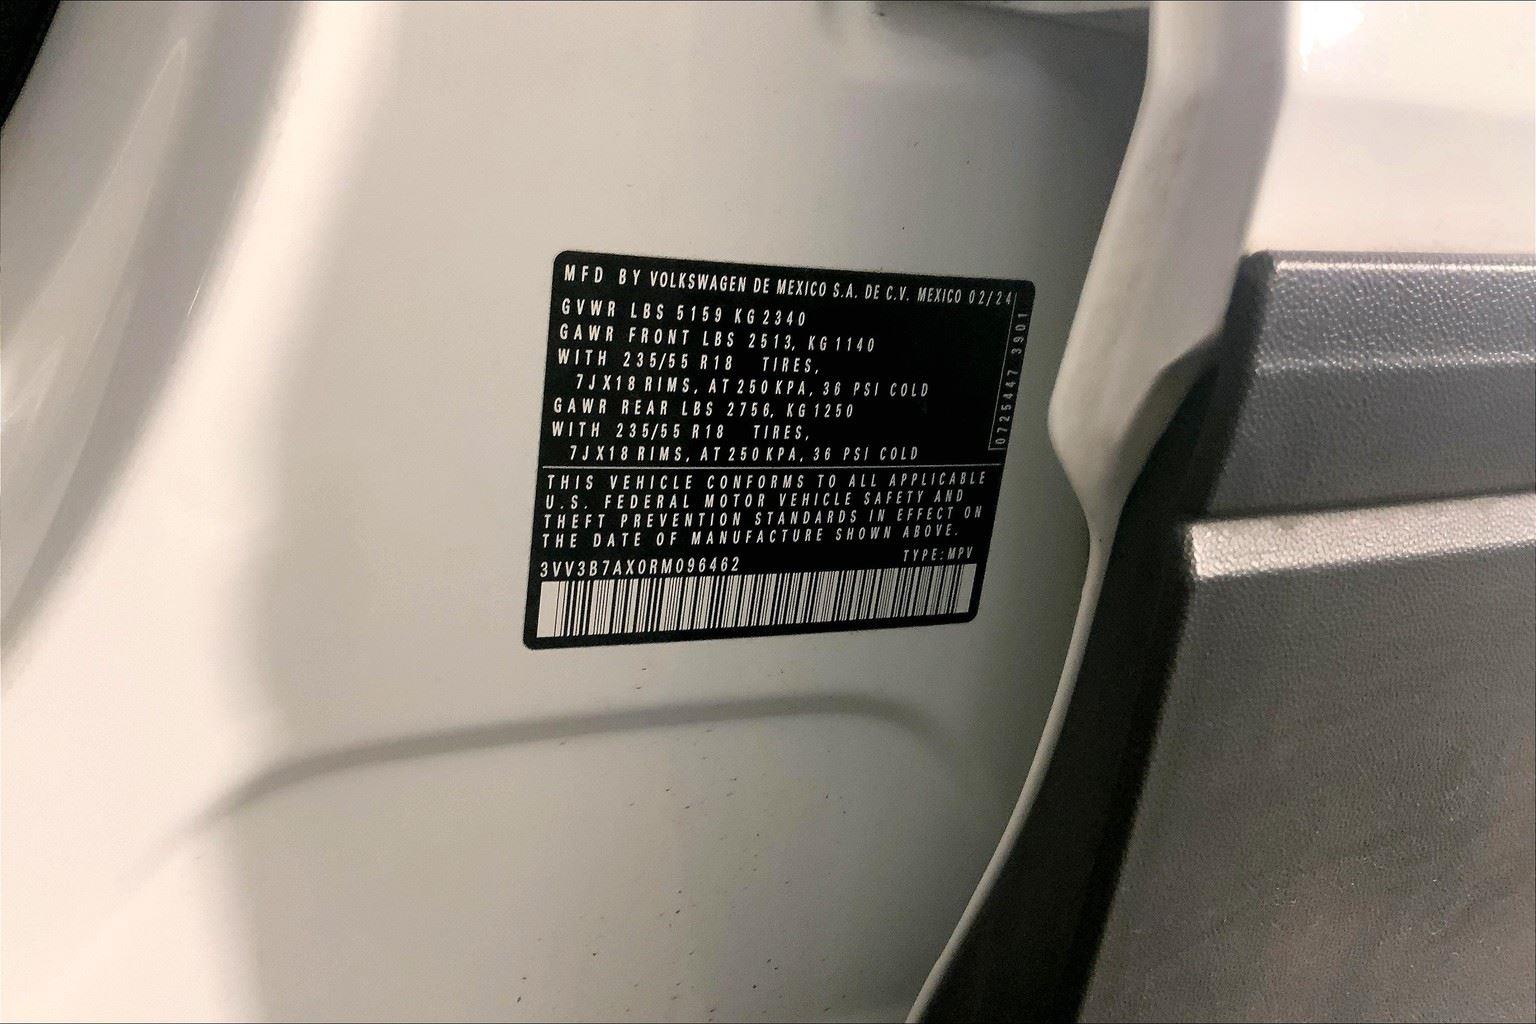 MFD BY VOLKSWAGEN DE MEXICO S.A. DE C.V. MEXICO 02/24
GVWR LBS 5159 KG 2340
GAWR FRONT LBS 2513, KG 1140
WITH 235/55 R18 TIRES,
7JX18 RIMS, AT 250 KPA, 36 PSI COLD
GAWR REAR LBS 2756, KG 1250
WITH 235/55 R18 TIRES,
7JX18 RIMS, AT 250 KPA, 36 PSI COLD
0725447 3901
THIS VEHICLE CONFORMS TO ALL APPLICABLE
U.S. FEDERAL MOTOR VEHICLE SAFETY AND
THEFT PREVENTION STANDARDS IN EFFECT ON
THE DATE OF MANUFACTURE SHOWN ABOVE.
3VV3B7AX0RM096462 TYPE: MPV